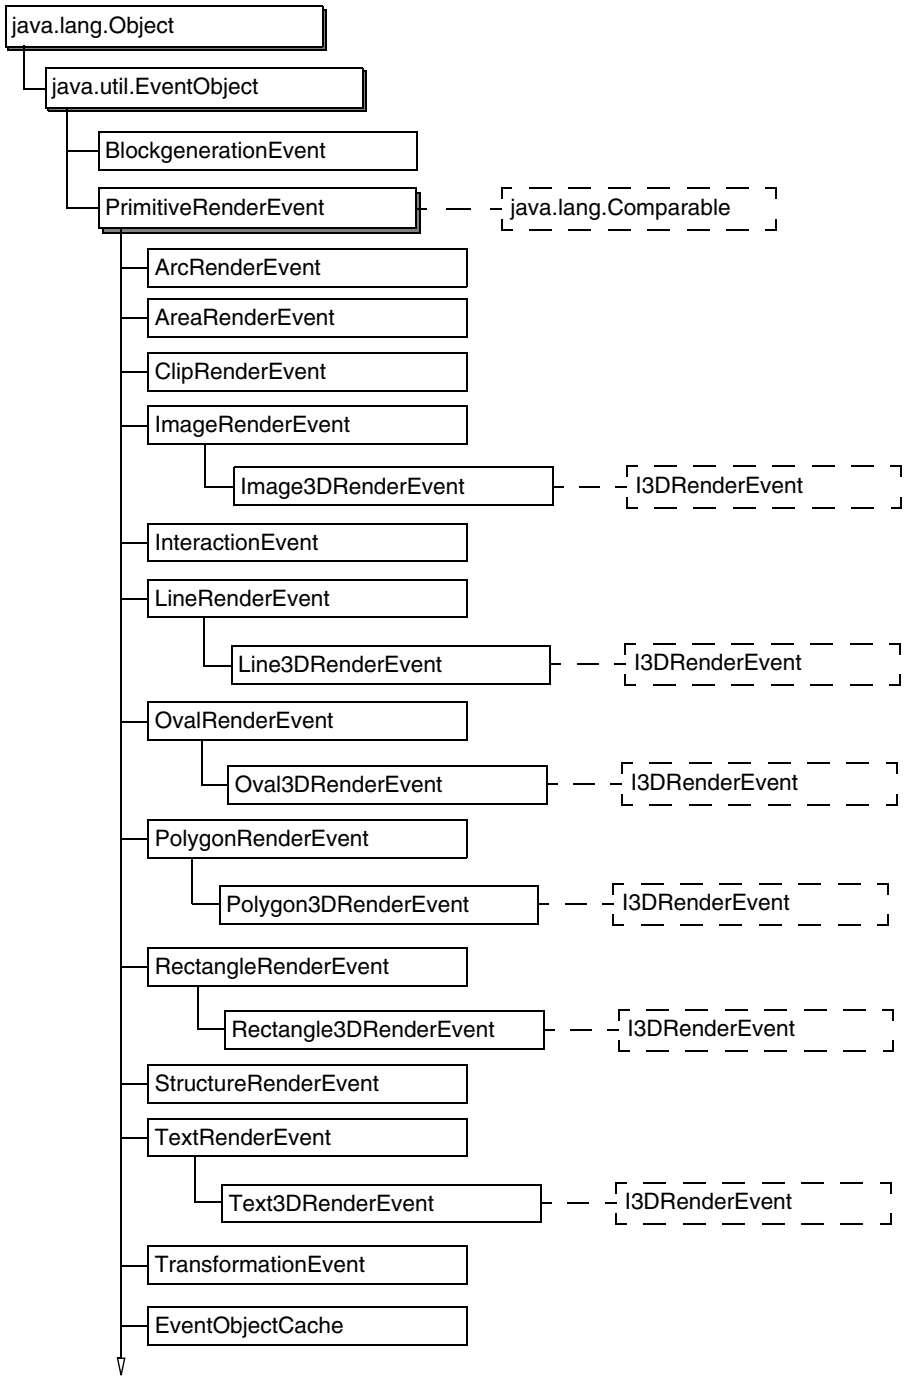 java.lang.Object
java.util.EventObject
BlockgenerationEvent
PrimitiveRenderEvent java.lang.Comparable
ArcRenderEvent
AreaRenderEvent
ClipRenderEvent
ImageRenderEvent
Image3DRenderEvent I3DRenderEvent
InteractionEvent
LineRenderEvent
Line3DRenderEvent I3DRenderEvent
OvalRenderEvent
Oval3DRenderEvent I3DRenderEvent
PolygonRenderEvent
Polygon3DRenderEvent I3DRenderEvent
RectangleRenderEvent
Rectangle3DRenderEvent I3DRenderEvent
StructureRenderEvent
TextRenderEvent
Text3DRenderEvent I3DRenderEvent
TransformationEvent
EventObjectCache